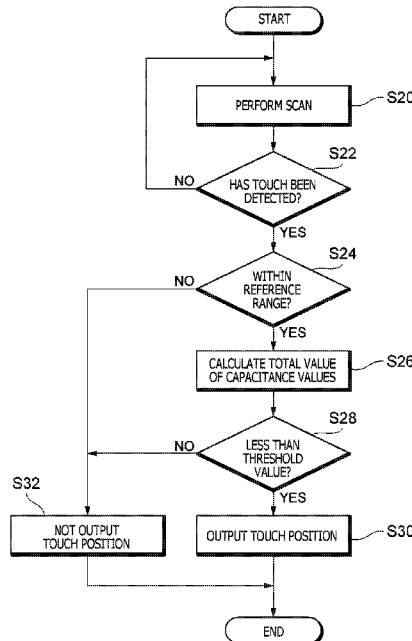 START
PERFORM SCAN
S20
S22
HAS TOUCH BEEN
DETECTED?
NO
YES
S24
WITHIN
REFERENCE
RANGE?
NO
YES
CALCULATE TOTAL VALUE
OF CAPACITANCE VALUES
S26
S28
LESS THAN
THRESHOLD
VALUE?
NO
YES
S32
NOT OUTPUT
TOUCH POSITION
OUTPUT TOUCH POSITION
S30
END